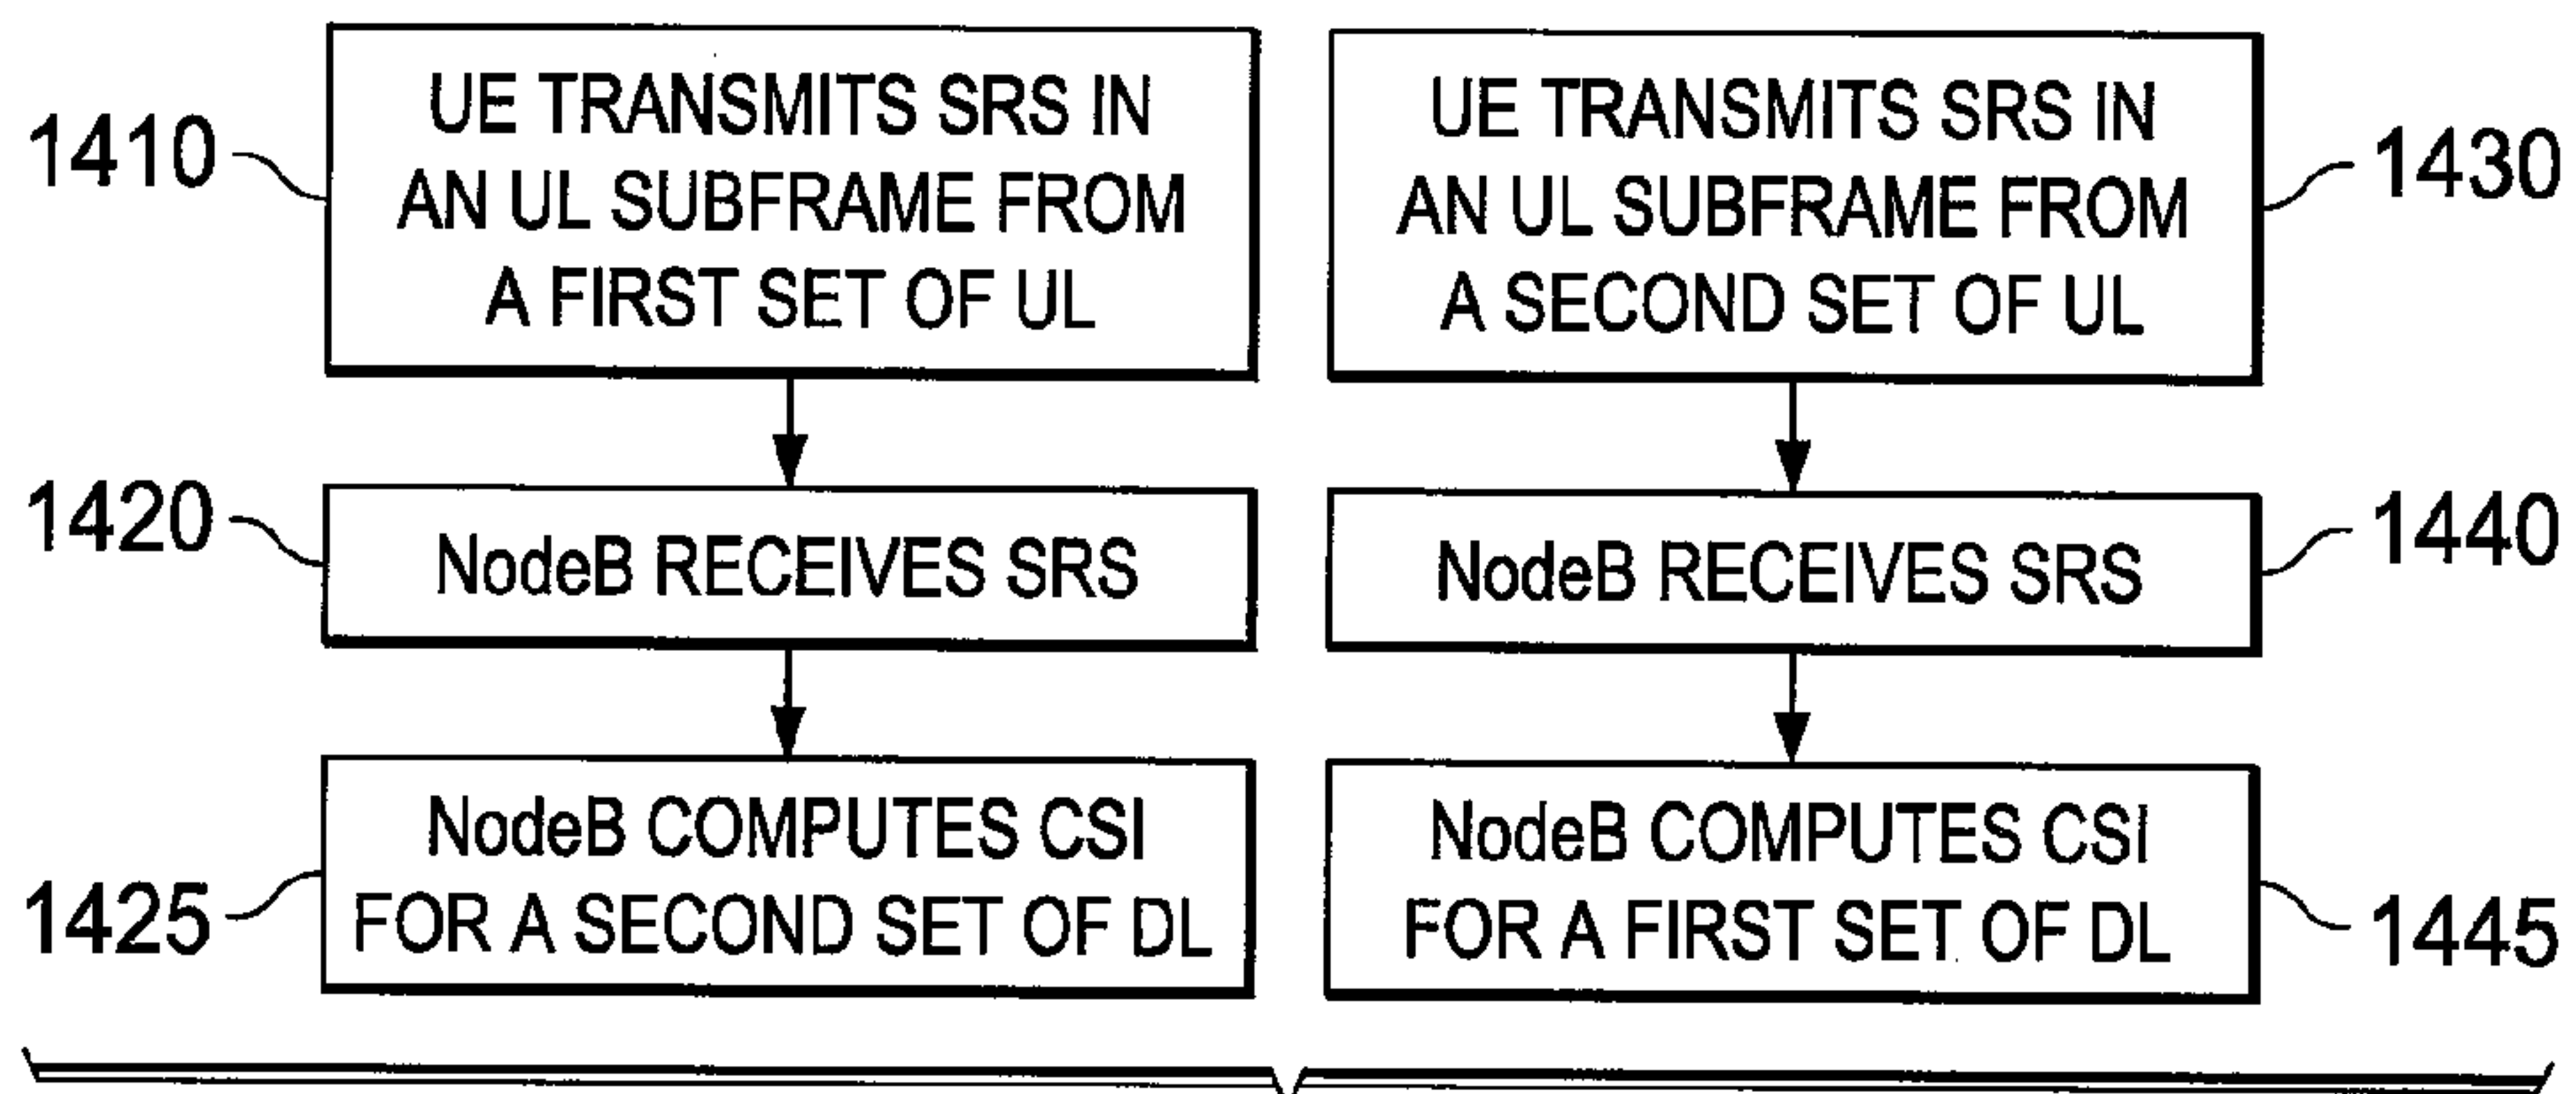 1410
UE TRANSMITS SRS IN
AN UL SUBFRAME FROM
A FIRST SET OF UL
1420
NodeB RECEIVES SRS
1425
NodeB COMPUTES CSI
FOR A SECOND SET OF DL
UE TRANSMITS SRS IN
AN UL SUBFRAME FROM
A SECOND SET OF UL
1430
NodeB RECEIVES SRS
1440
NodeB COMPUTES CSI
FOR A FIRST SET OF DL
1445